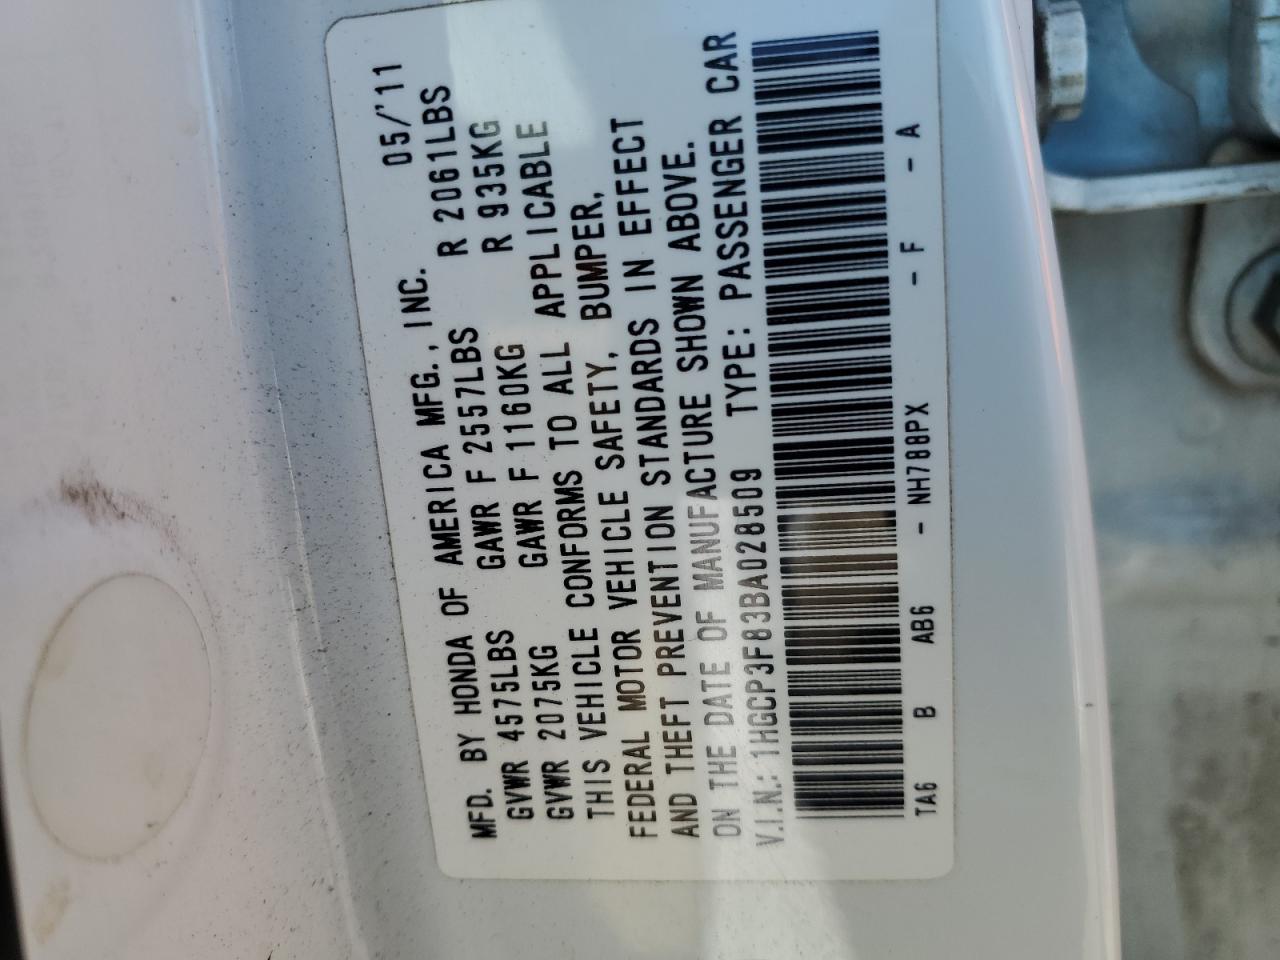 MFD. BY HONDA OF AMERICA MFG., INC. 05/'11
GVWR 4575LBS GAWR F 2557LBS R 2061LBS
GVWR 2075KG GAWR F 1160KG R 935KG
THIS VEHICLE CONFORMS TO ALL APPLICABLE
FEDERAL MOTOR VEHICLE SAFETY, BUMPER,
AND THEFT PREVENTION STANDARDS IN EFFECT
ON THE DATE OF MANUFACTURE SHOWN ABOVE.
V.I.N.: 1HGCP3F83BA028509 TYPE: PASSENGER CAR
TA6 B AB6 - NH788PX - F - A